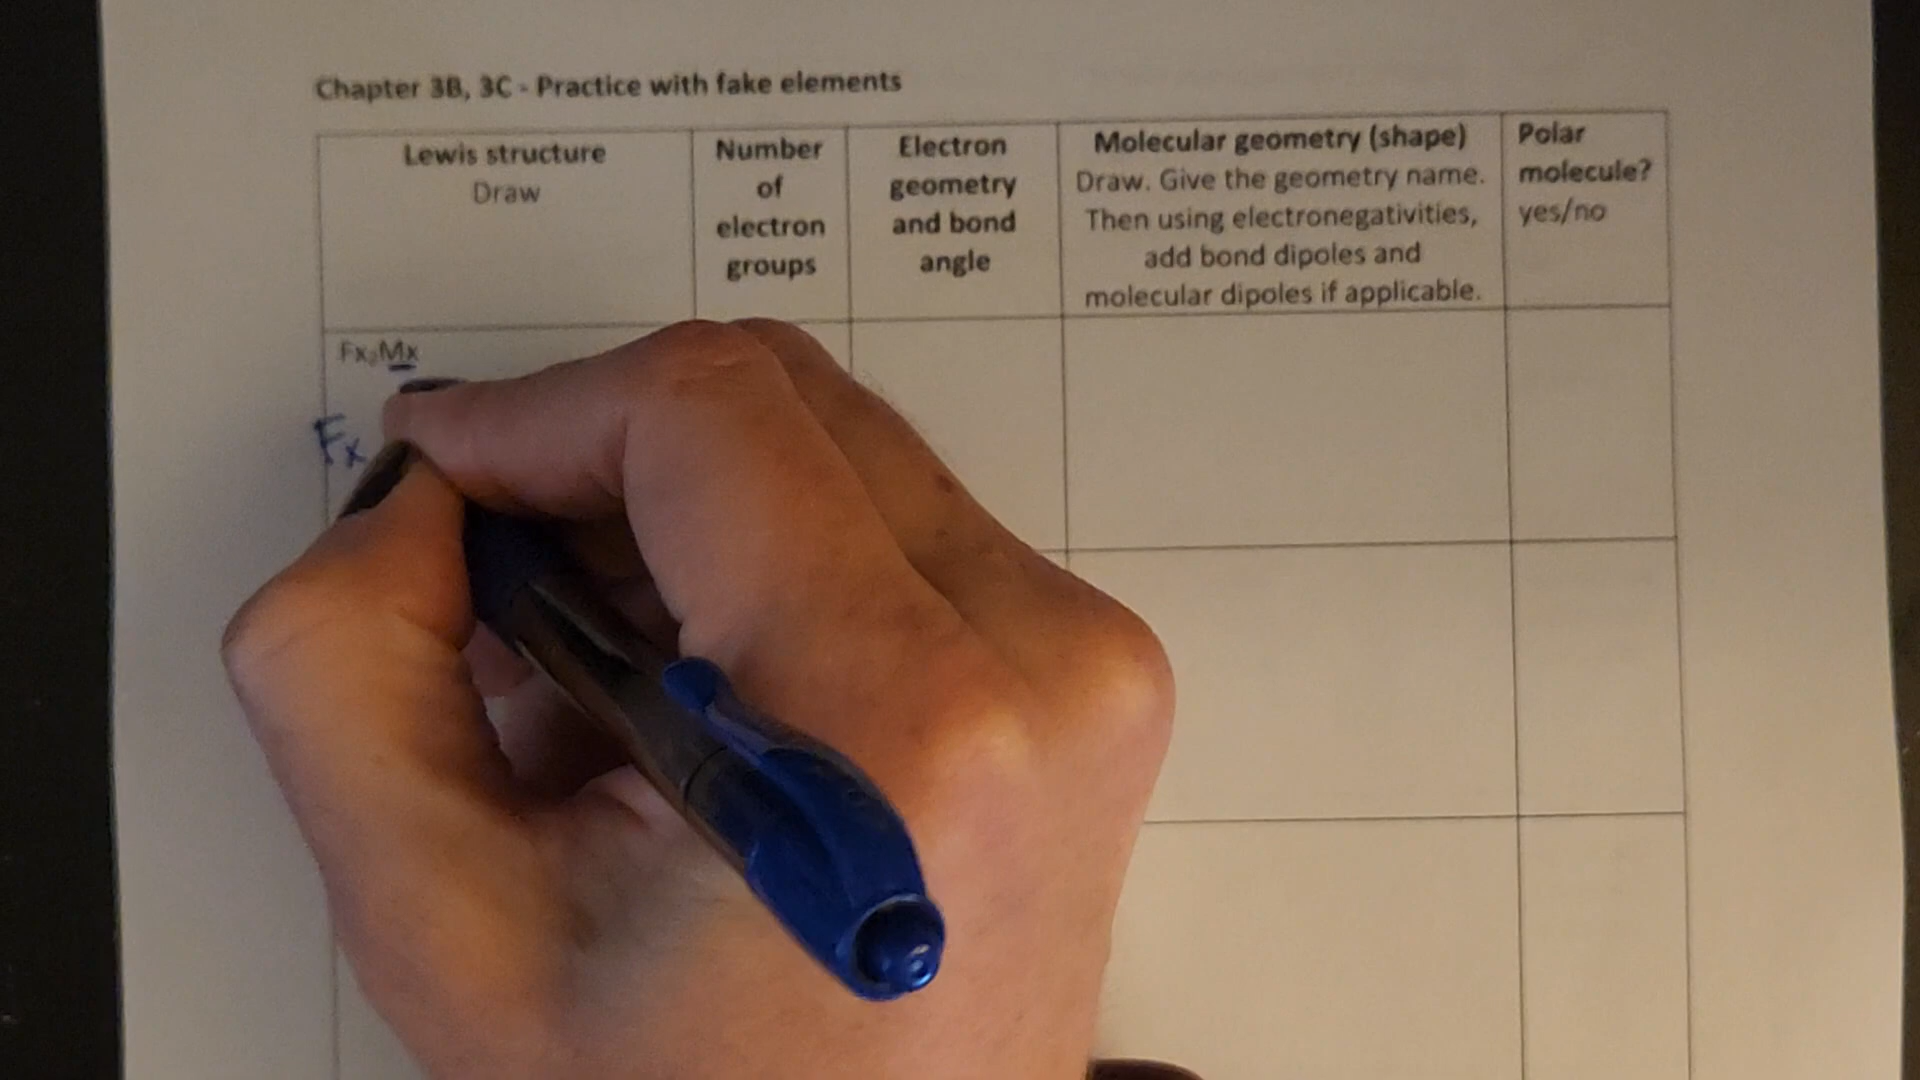 Chapter 3B, 3C - Practice with fake elements
Lewis structure
Draw
Number
of
electron
groups
Electron
geometry
and bond
angle
Molecular geometry (shape)
Draw. Give the geometry name.
Then using electronegativities,
add bond dipoles and
molecular dipoles if applicable.
Polar
molecule?
yes/no
Fx₂Mx
Fx